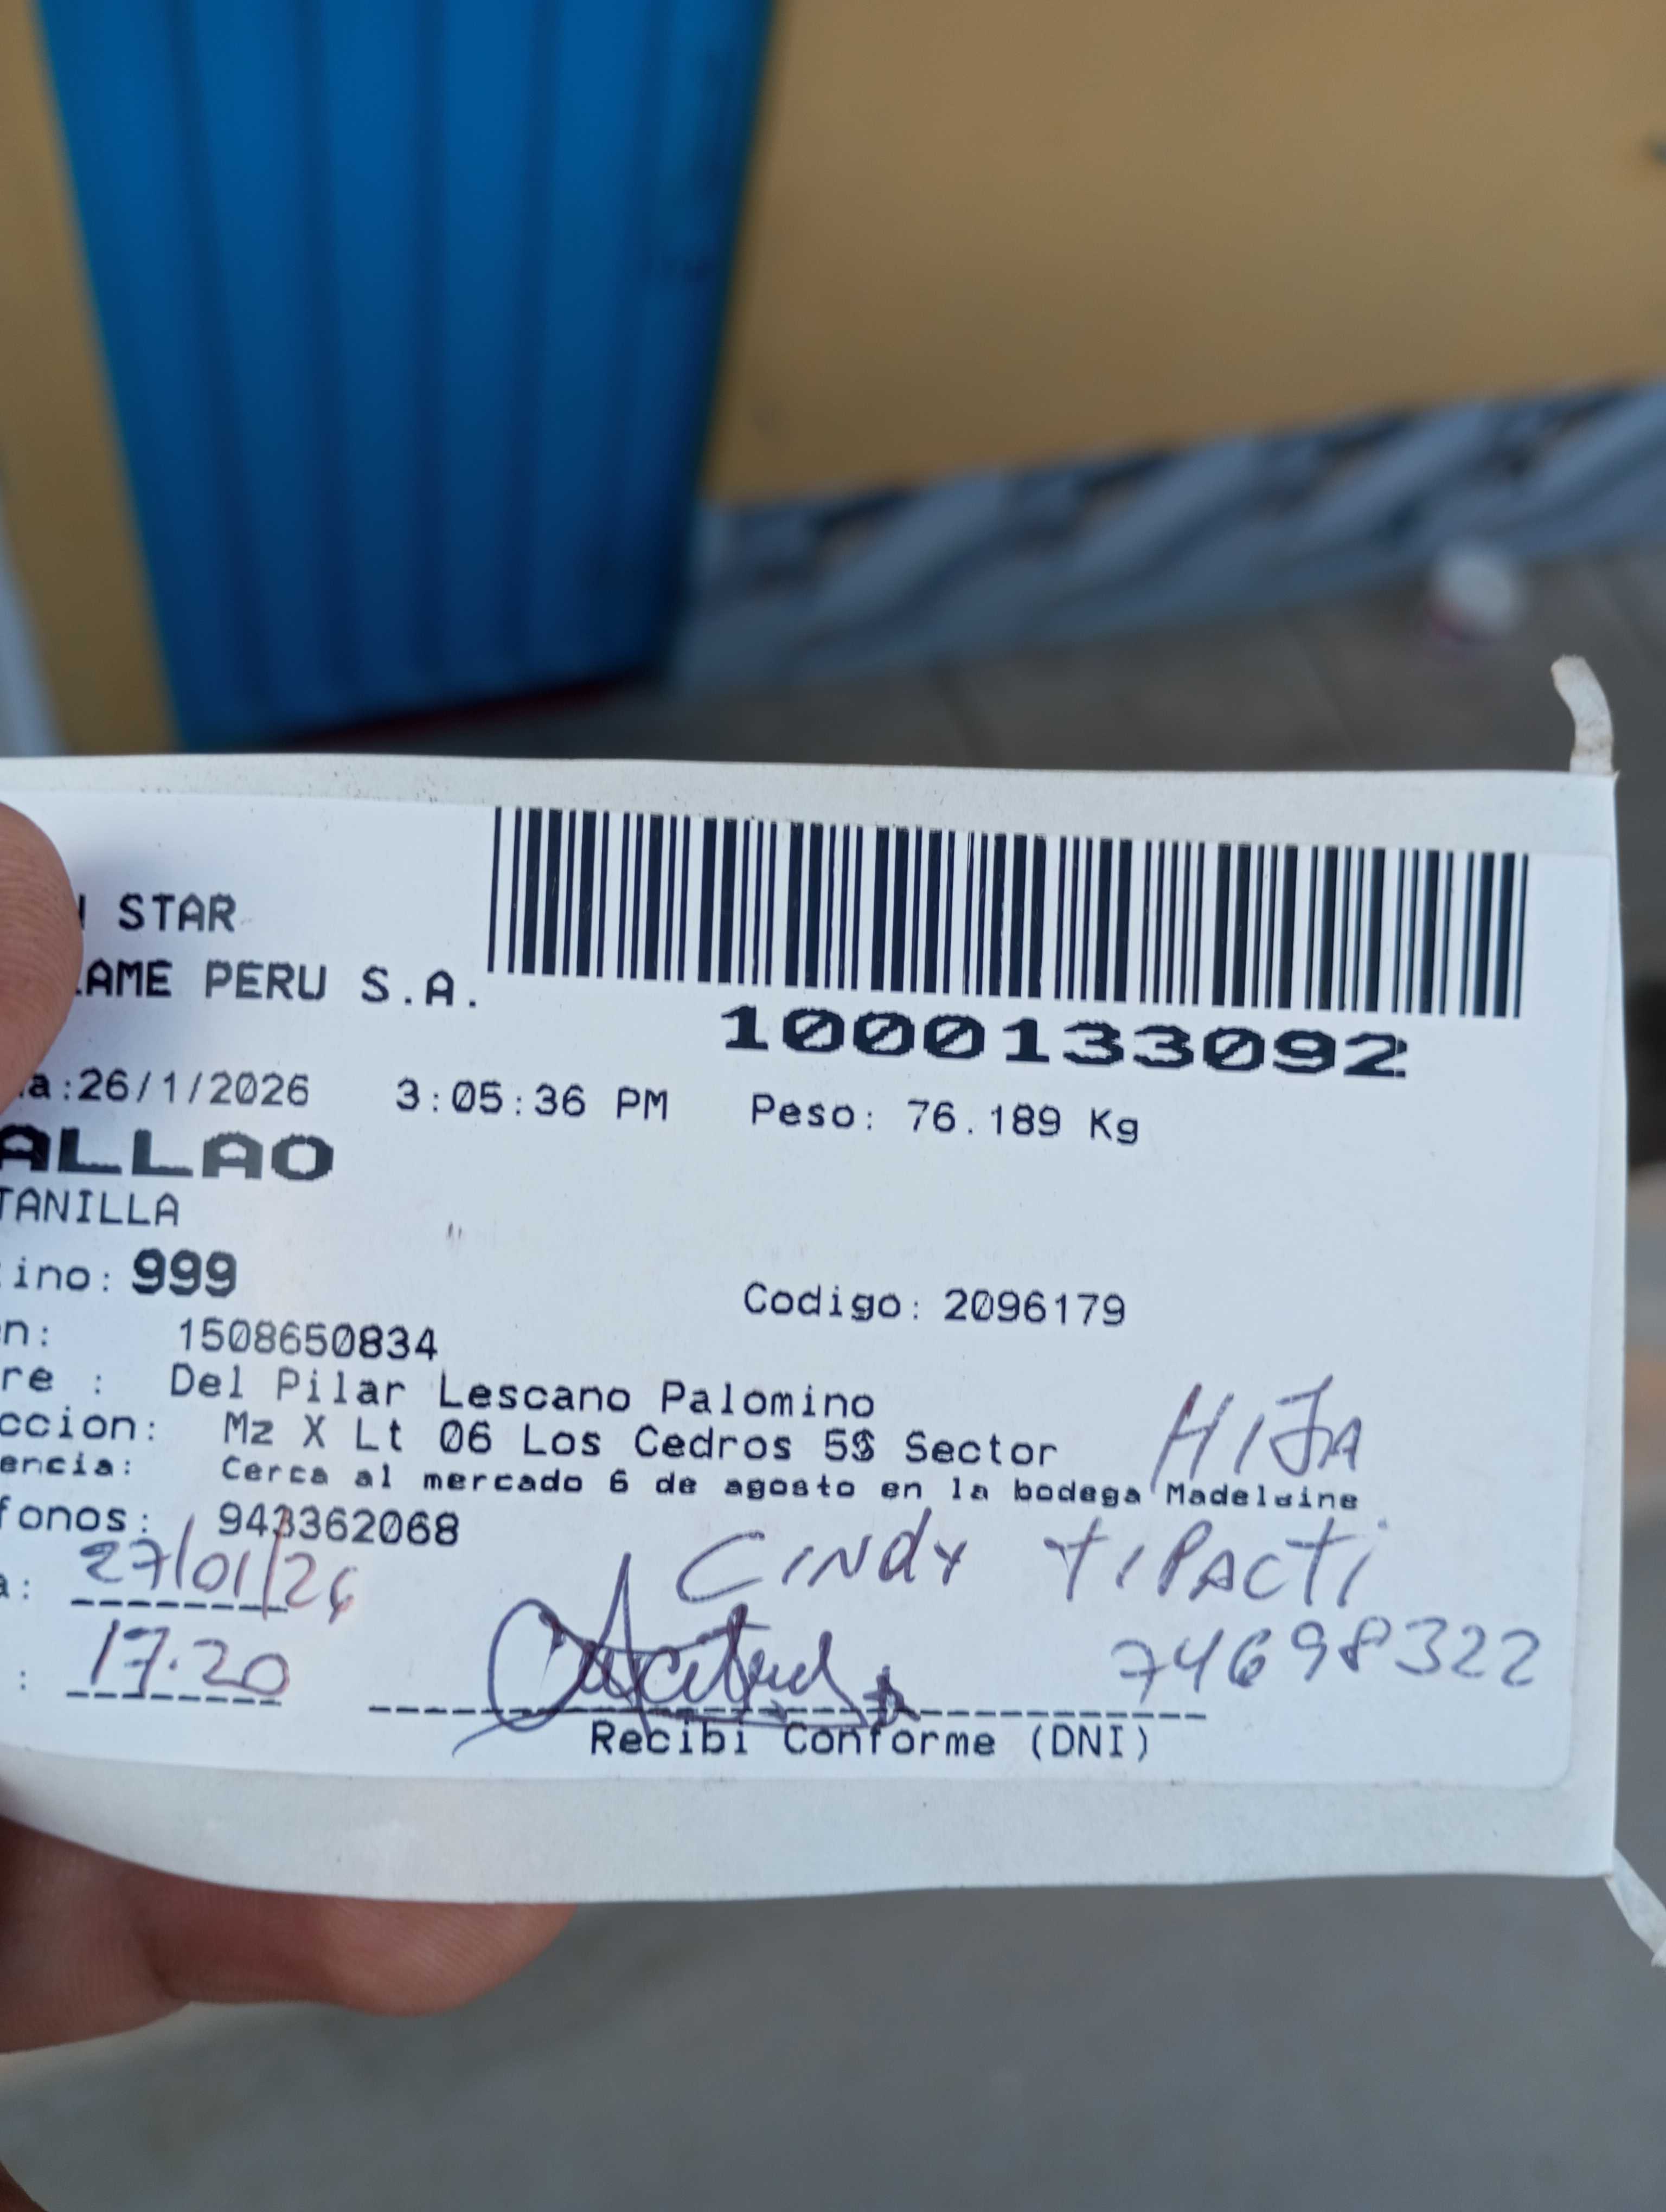 STAR
LAME PERU S.A.
1000133092
a:26/1/2026 3:05:36 PM Peso: 76.189 Kg
ALLAO
TANILLA
ino: 999 Codigo: 2096179
n: 1508650834
re : Del Pilar Lescano Palomino
ccion: Mz X Lt 06 Los Cedros 5S Sector HIJA
encia: Cerca al mercado 6 de agosto en la bodega Madeleine
fonos: 943362068
CINdy TIPACTi
a: 27/01/26
: 17.20 74698322
Recibi Conforme (DNI)